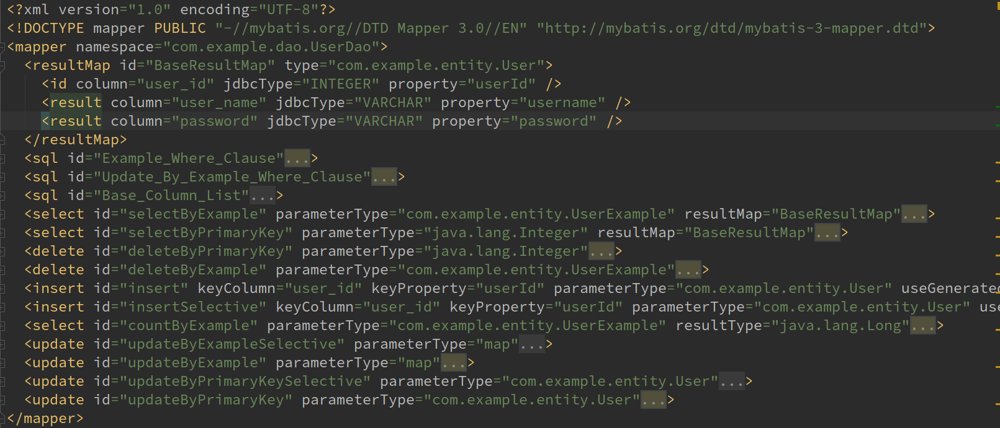 <?xml version="1.0" encoding="UTF-8"?>
<!DOCTYPE mapper PUBLIC "-//mybatis.org//DTD Mapper 3.0//EN" "http://mybatis.org/dtd/mybatis-3-mapper.dtd">
<mapper namespace="com.example.dao.UserDao">
  <resultMap id="BaseResultMap" type="com.example.entity.User">
    <id column="user_id" jdbcType="INTEGER" property="userId" />
    <result column="user_name" jdbcType="VARCHAR" property="username" />
    <result column="password" jdbcType="VARCHAR" property="password" />
  </resultMap>
  <sql id="Example_Where_Clause"...>
  <sql id="Update_By_Example_Where_Clause"...>
  <sql id="Base_Column_List"...>
  <select id="selectByExample" parameterType="com.example.entity.UserExample" resultMap="BaseResultMap"...>
  <select id="selectByPrimaryKey" parameterType="java.lang.Integer" resultMap="BaseResultMap"...>
  <delete id="deleteByPrimaryKey" parameterType="java.lang.Integer"...>
  <delete id="deleteByExample" parameterType="com.example.entity.UserExample"...>
  <insert id="insert" keyColumn="user_id" keyProperty="userId" parameterType="com.example.entity.User" useGenerated
  <insert id="insertSelective" keyColumn="user_id" keyProperty="userId" parameterType="com.example.entity.User" use
  <select id="countByExample" parameterType="com.example.entity.UserExample" resultType="java.lang.Long"...>
  <update id="updateByExampleSelective" parameterType="map"...>
  <update id="updateByExample" parameterType="map"...>
  <update id="updateByPrimaryKeySelective" parameterType="com.example.entity.User"...>
  <update id="updateByPrimaryKey" parameterType="com.example.entity.User"...>
</mapper>